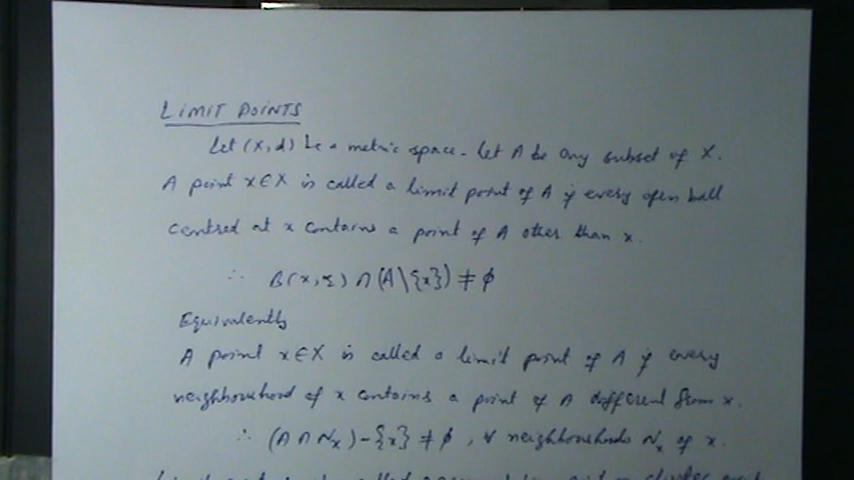 LIMIT POINTS
Let (X, d) be a metric space. Let A be any subset of X.
A point x ∈ X is called a limit point of A if every open ball
centred at x contains a point of A other than x.
∴ B(x, ε) ∩ (A \ {x}) ≠ ϕ
Equivalently
A point x ∈ X is called a limit point of A if every
neighbourhood of x contains a point of A different from x.
∴ (A ∩ Nₓ) - {x} ≠ ϕ, ∀ neighbourhoods Nₓ of x.
called cluster